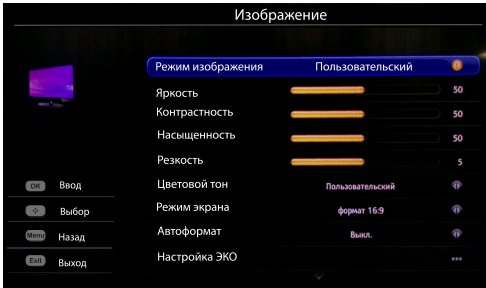 Изображение
Режим изображения Пользовательский
Яркость 50
Контрастность 50
Насыщенность 50
Резкость 5
Цветовой тон Пользовательский
Режим экрана формат 16:9
Автоформат Выкл.
Настройка ЭКО
OK Ввод
Выбор
Menu Назад
Exit Выход